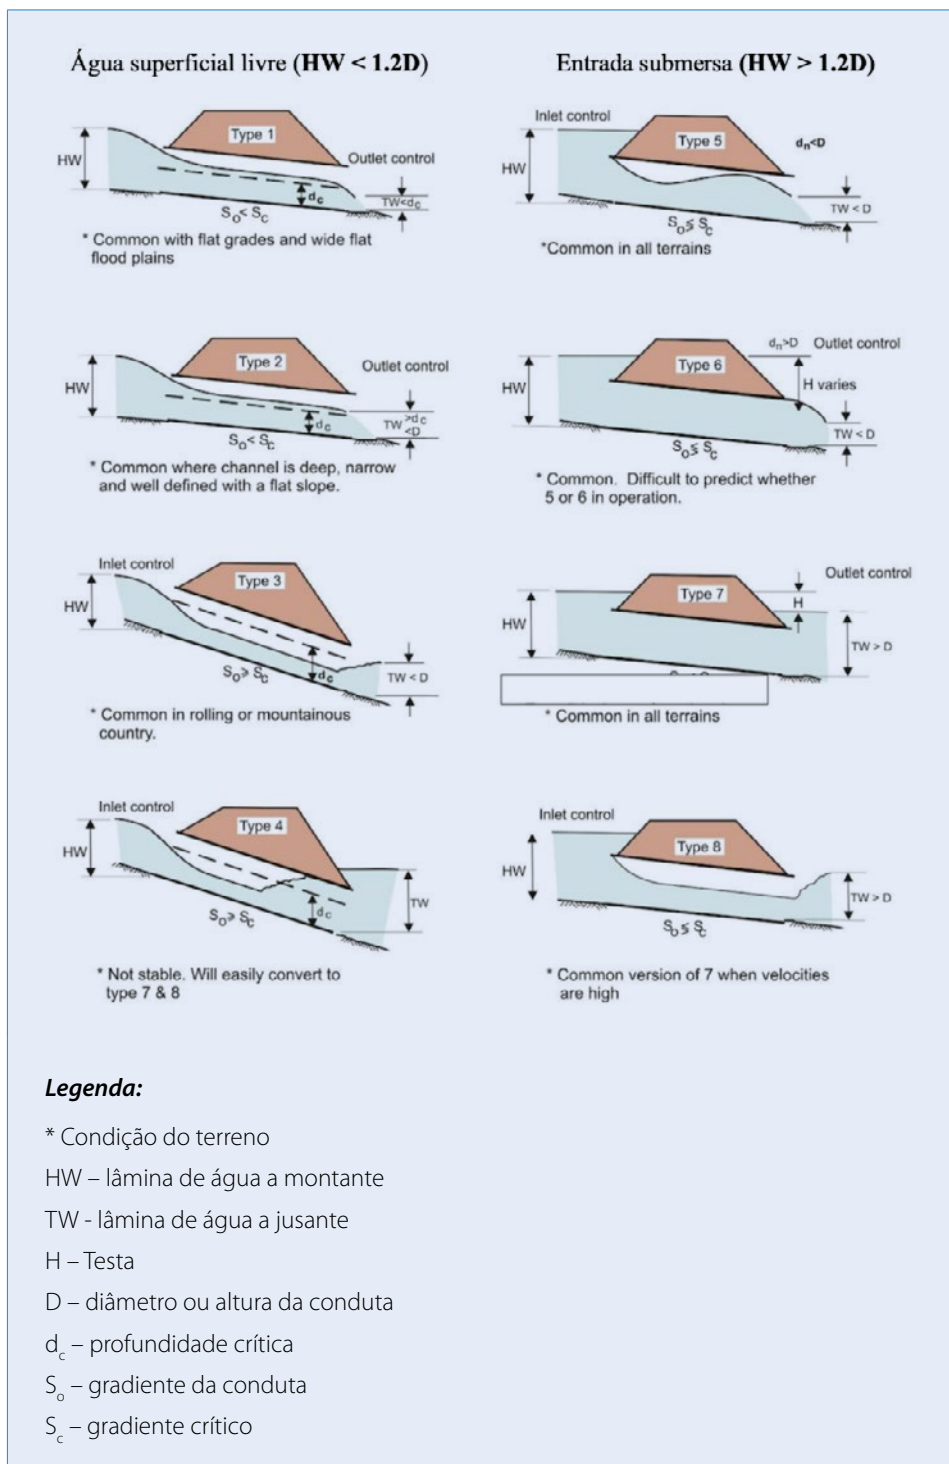 Água superficial livre (HW < 1.2D)
Type 1
HW
Outlet control
dc
TW<dc
So< Sc
* Common with flat grades and wide flat
flood plains
Type 2
Outlet control
HW
dc
TW >dc <D
So< Sc
* Common where channel is deep, narrow
and well defined with a flat slope.
Inlet control
Type 3
HW
So⩾ Sc
dc
TW < D
* Common in rolling or mountainous
country.
Inlet control
Type 4
HW
So⩾ Sc
dc
TW
* Not stable. Will easily convert to
type 7 & 8
Entrada submersa (HW > 1.2D)
Inlet control
Type 5
dn<D
HW
TW < D
So⩽ Sc
*Common in all terrains
dn>D Outlet control
Type 6
HW
H varies
TW < D
So⩽ Sc
* Common. Difficult to predict whether
5 or 6 in operation.
Outlet control
Type 7
H
HW
TW > D
* Common in all terrains
Inlet control
Type 8
HW
TW > D
So⩽ Sc
* Common version of 7 when velocities
are high
Legenda:
* Condição do terreno
HW – lâmina de água a montante
TW - lâmina de água a jusante
H – Testa
D – diâmetro ou altura da conduta
dc – profundidade crítica
So – gradiente da conduta
Sc – gradiente crítico